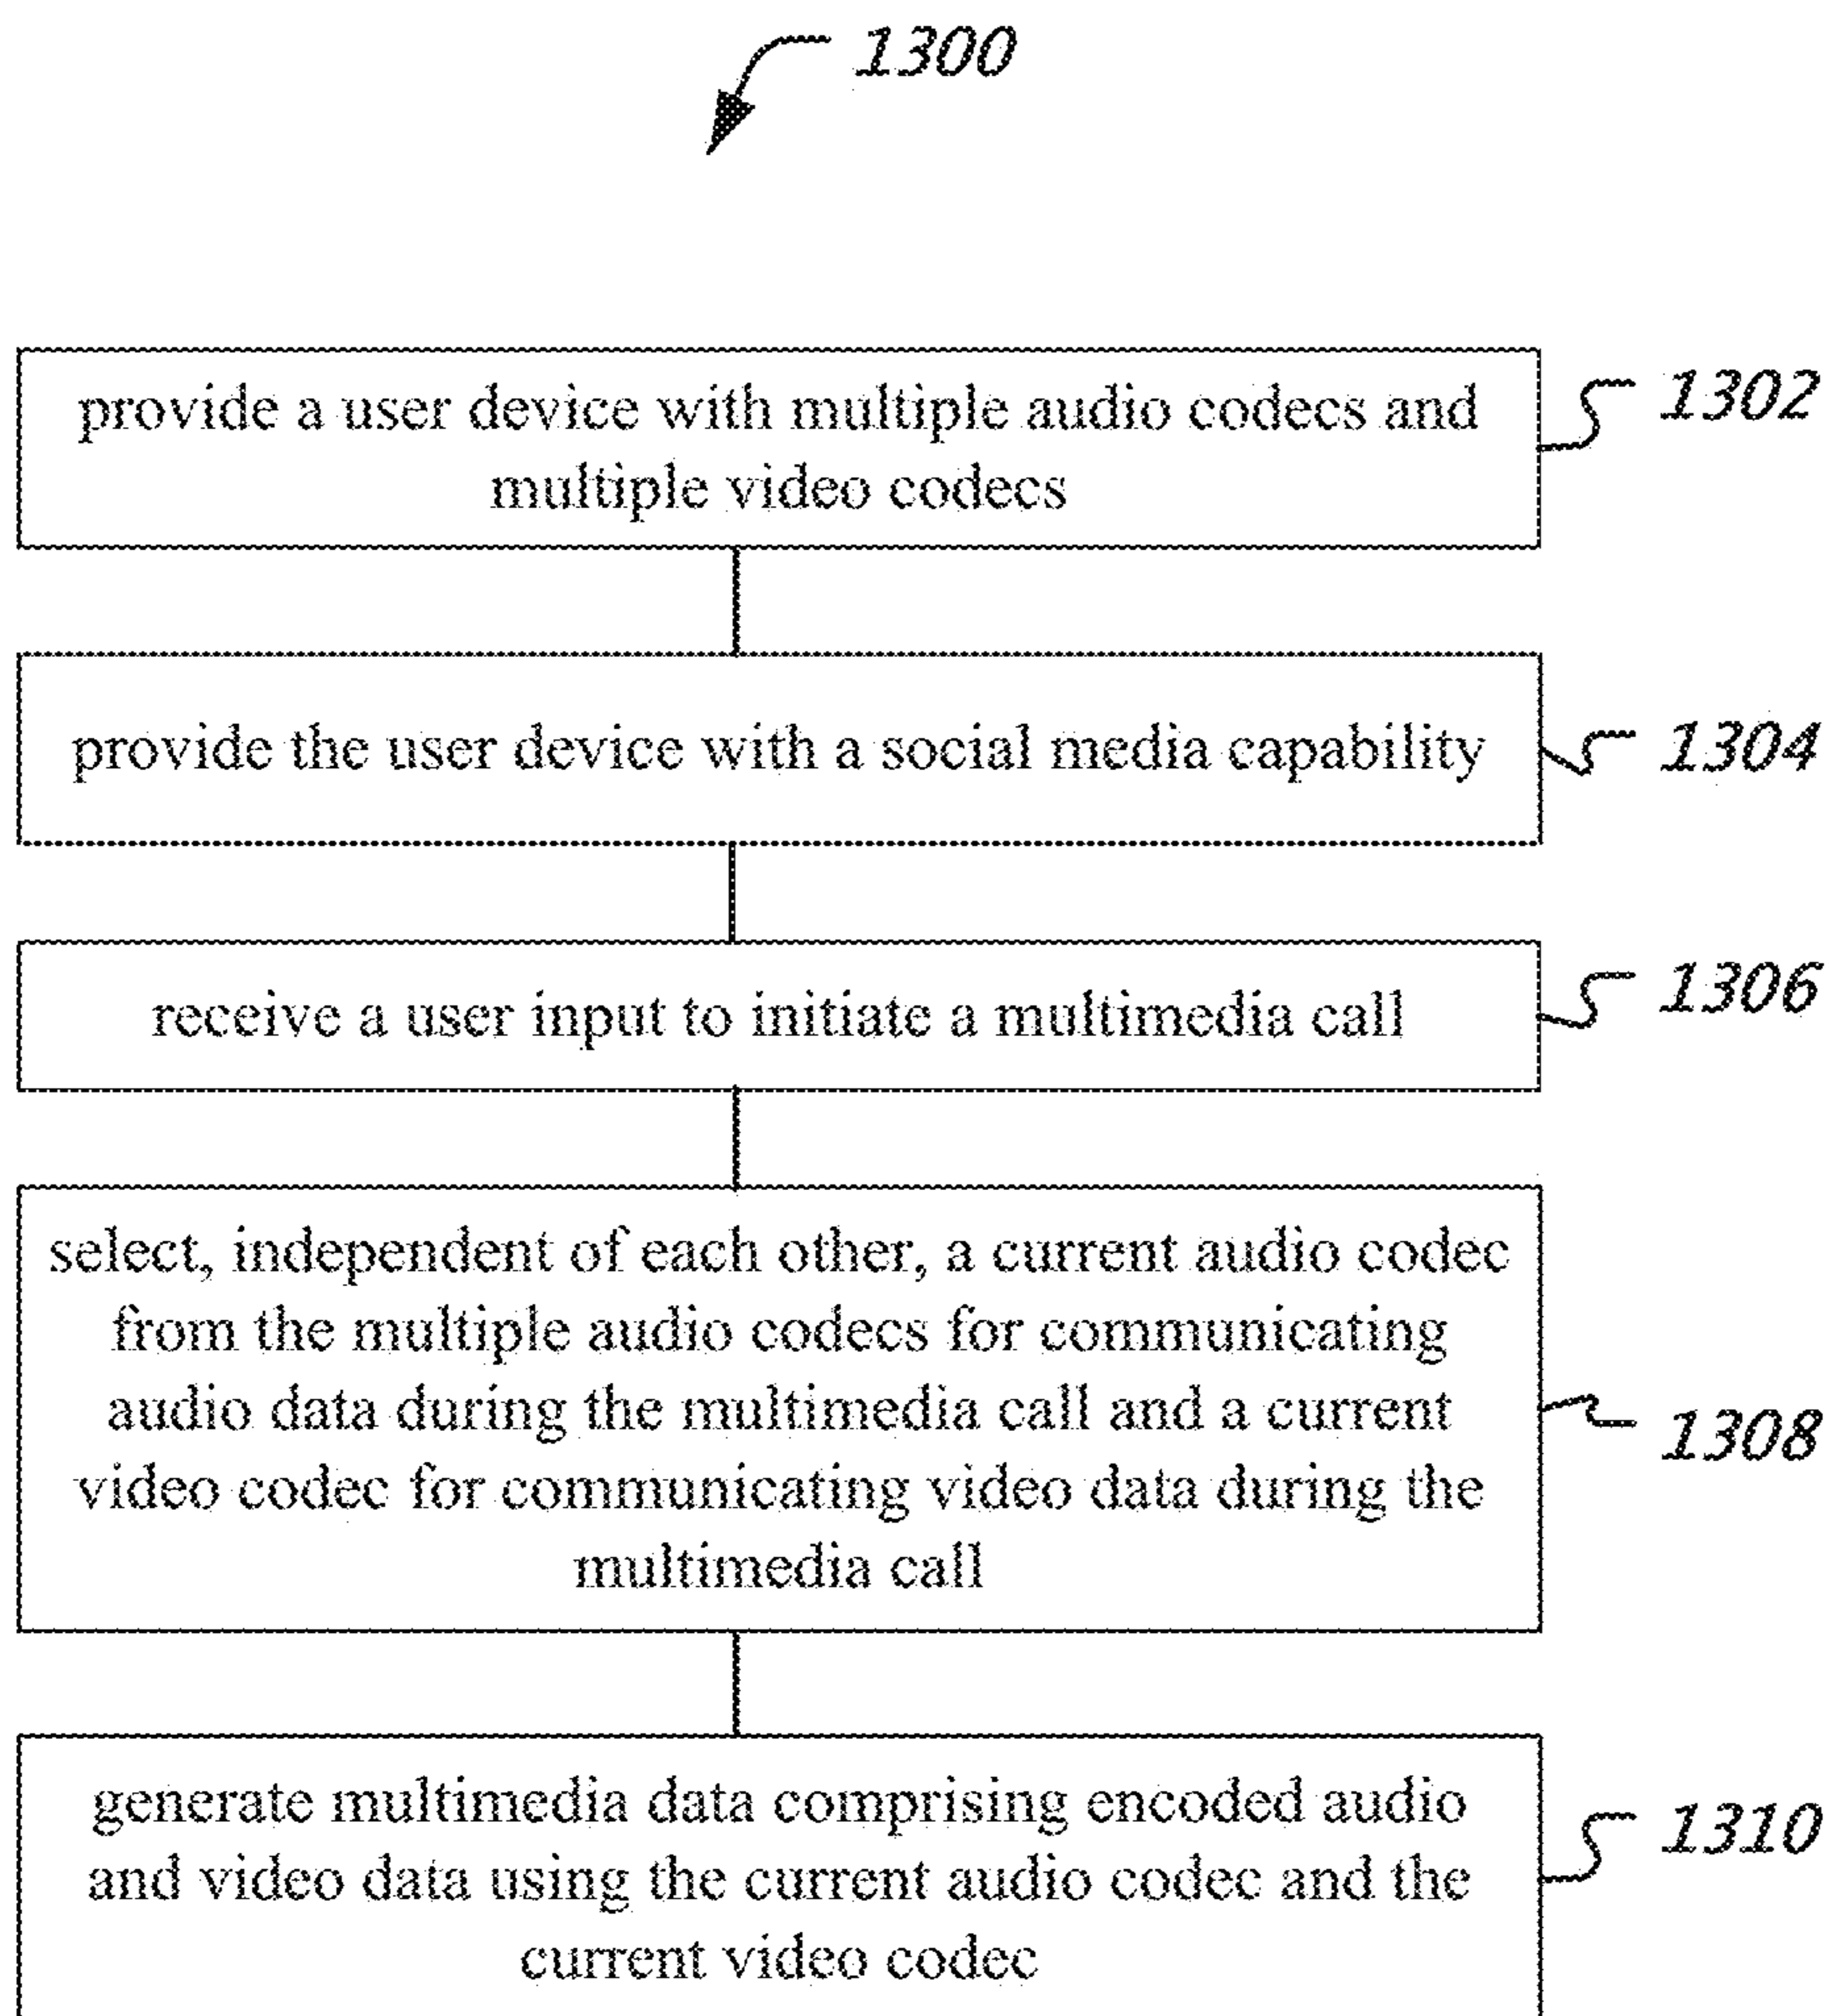 1300
provide a user device with multiple audio codecs and
multiple video codecs
1302
provide the user device with a social media capability
1304
receive a user input to initiate a multimedia call
1306
select, independent of each other, a current audio codec
from the multiple audio codecs for communicating
audio data during the multimedia call and a current
video codec for communicating video data during the
multimedia call
1308
generate multimedia data comprising encoded audio
and video data using the current audio codec and the
current video codec
1310